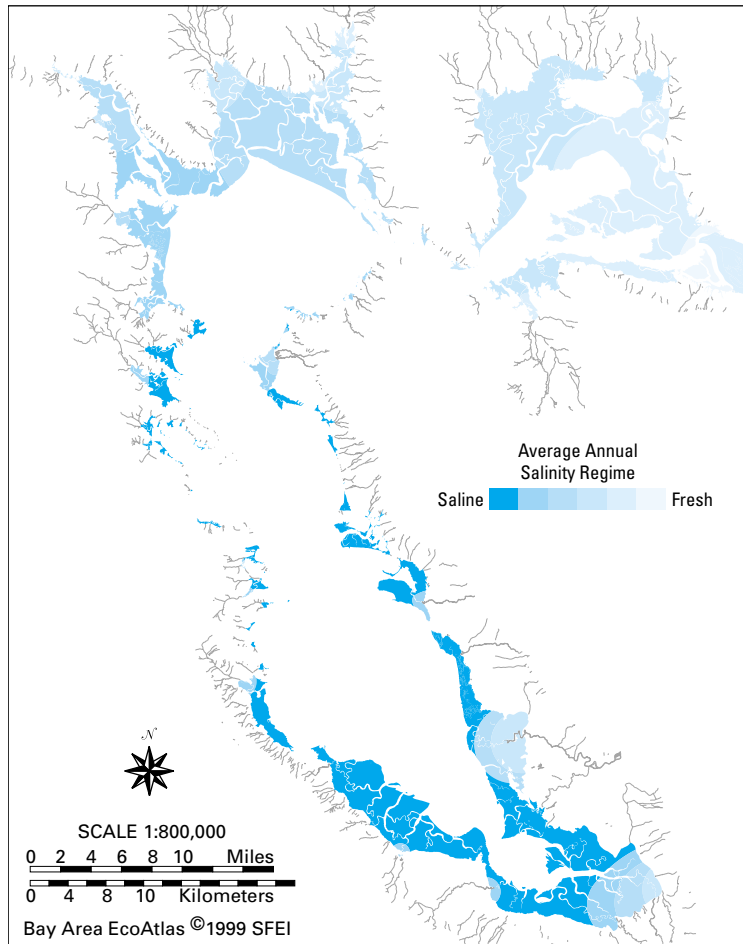 Average Annual
Salinity Regime
Saline Fresh
N
SCALE 1:800,000
0 2 4 6 8 10 Miles
0 4 8 10 Kilometers
Bay Area EcoAtlas ©1999 SFEI